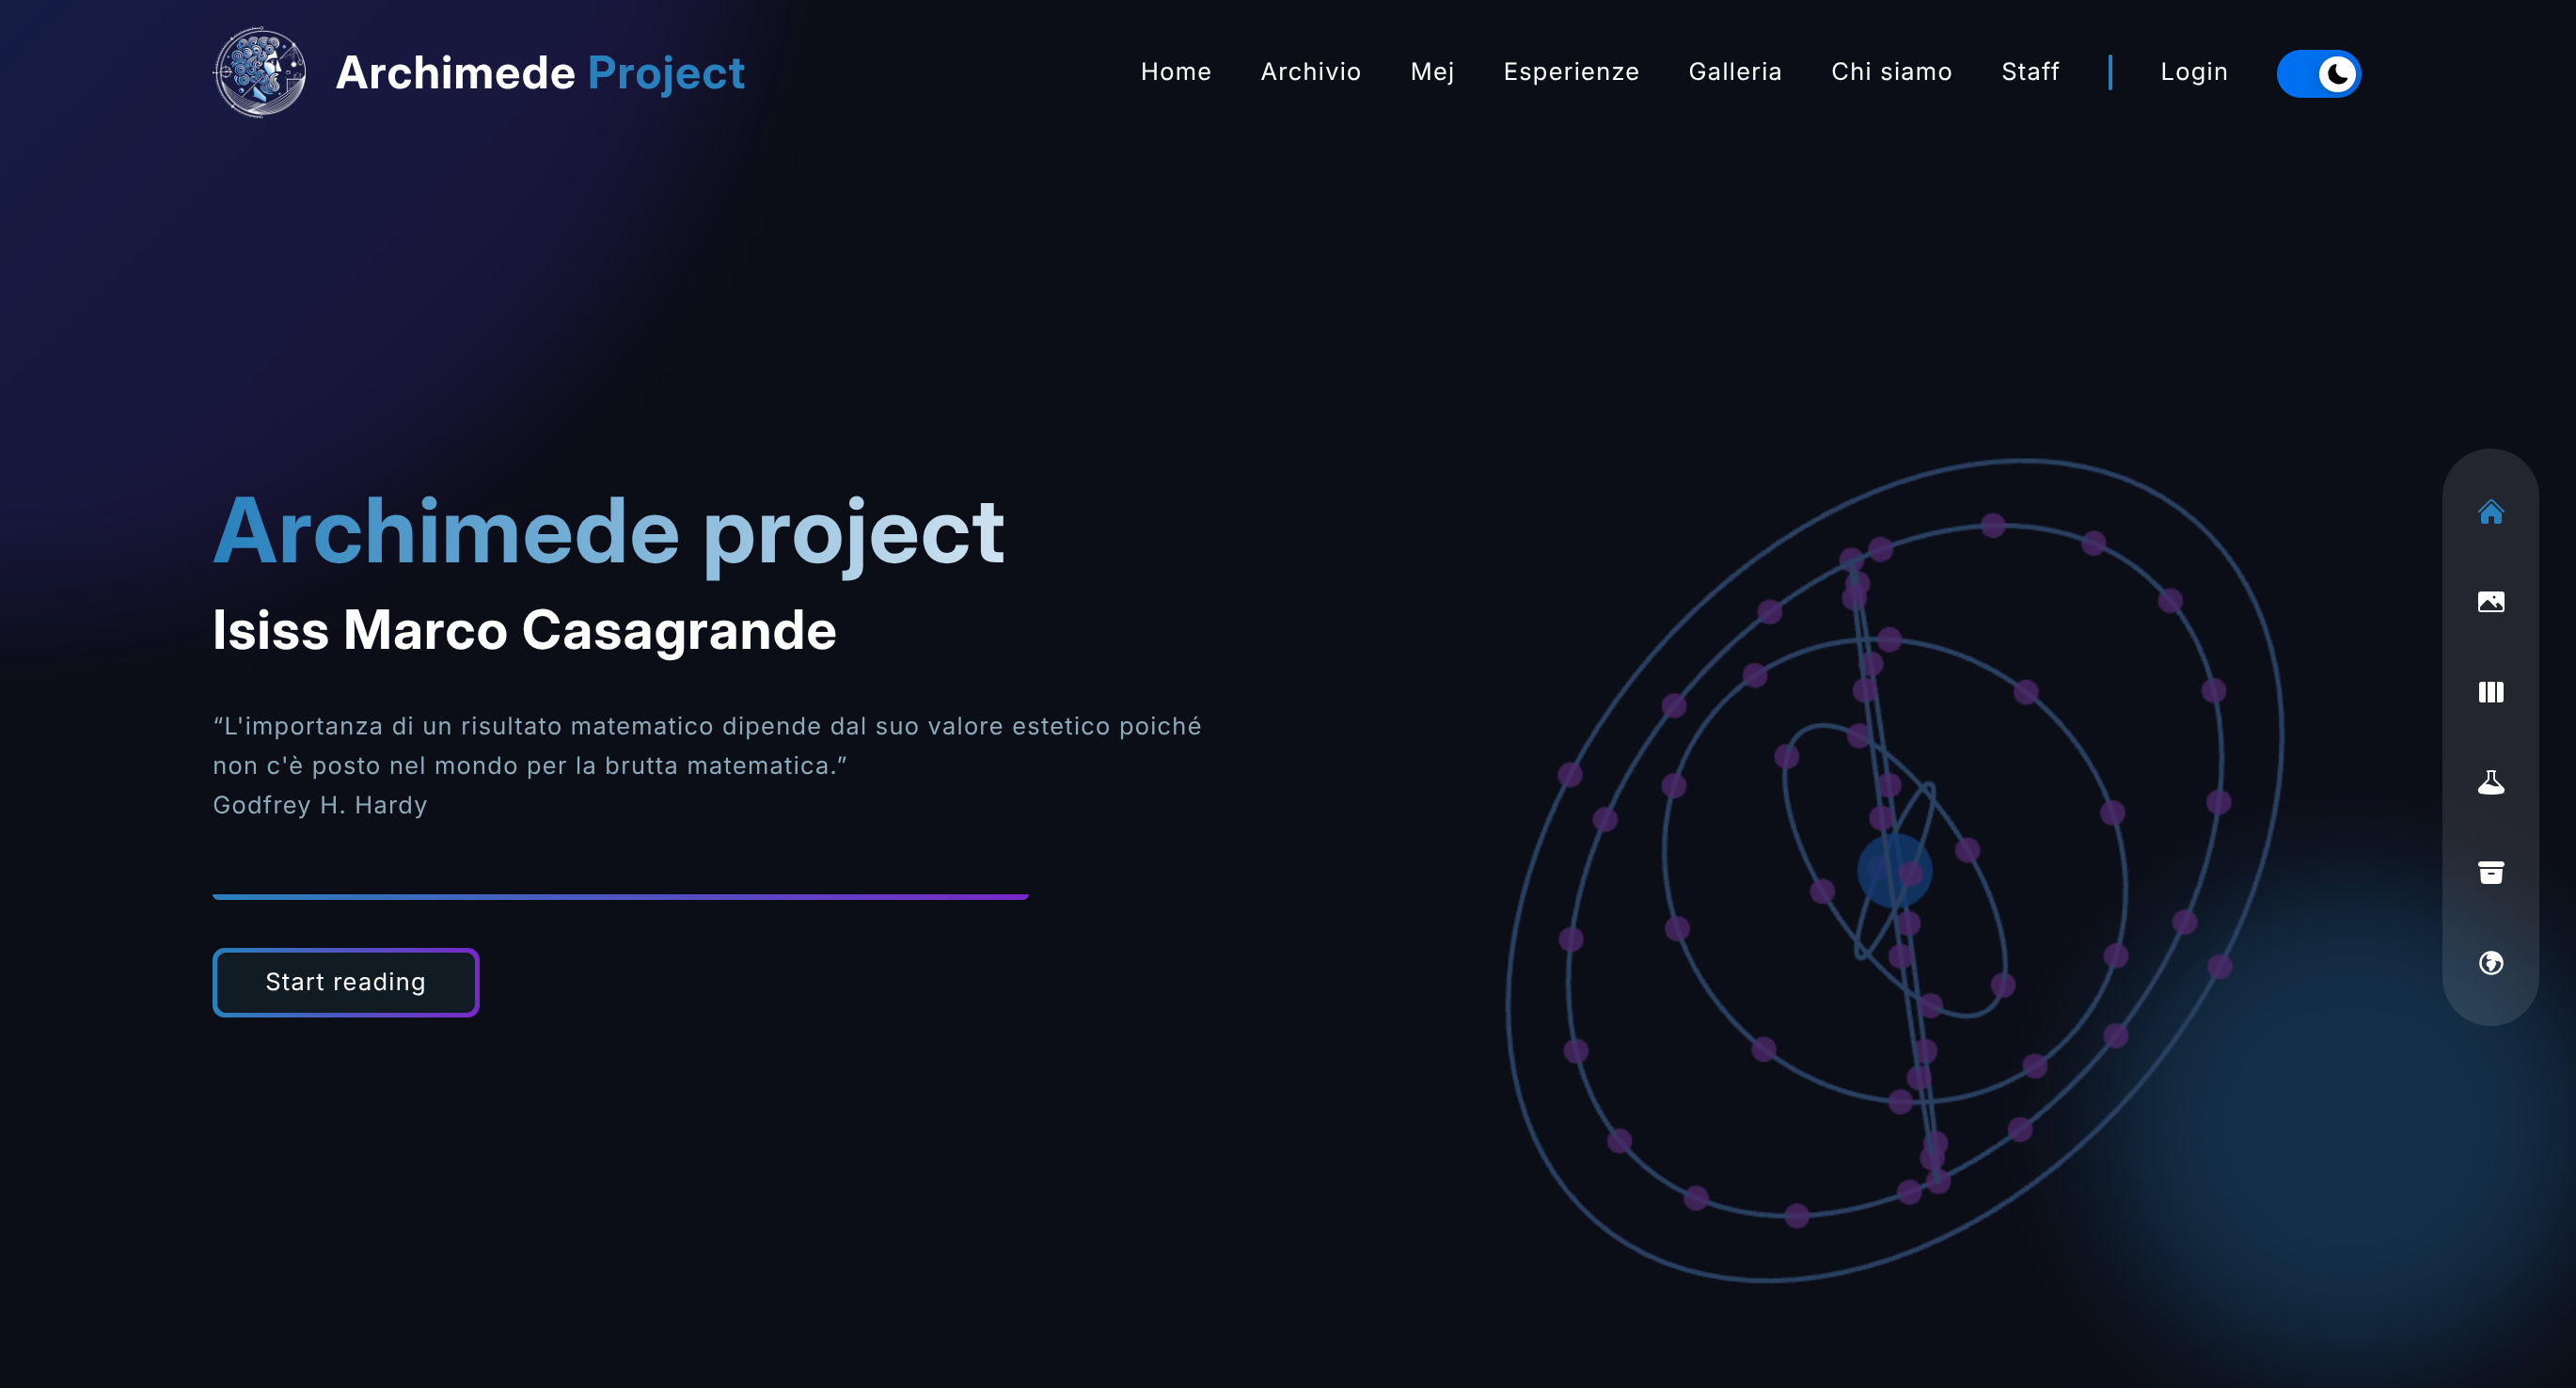 Archimede Project
Home Archivio Mej Esperienze Galleria Chi siamo Staff Login
Archimede project
Isiss Marco Casagrande
“L'importanza di un risultato matematico dipende dal suo valore estetico poiché
non c'è posto nel mondo per la brutta matematica.”
Godfrey H. Hardy
Start reading